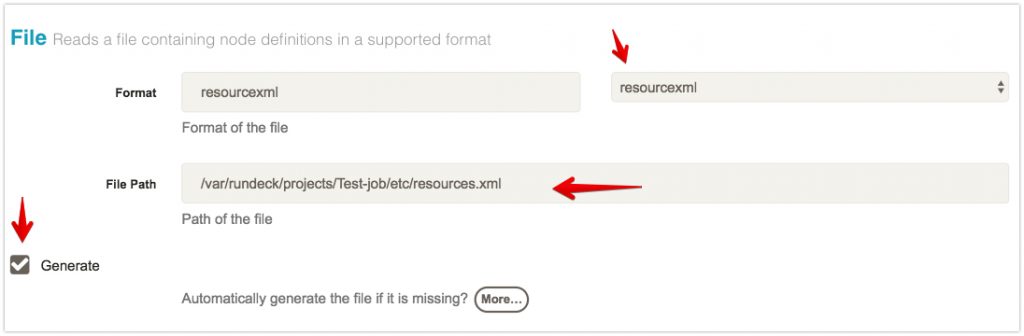 File Reads a file containing node definitions in a supported format
Format resourcexml resourcexml
Format of the file
File Path /var/rundeck/projects/Test-job/etc/resources.xml
Path of the file
Generate
Automatically generate the file if it is missing? More...